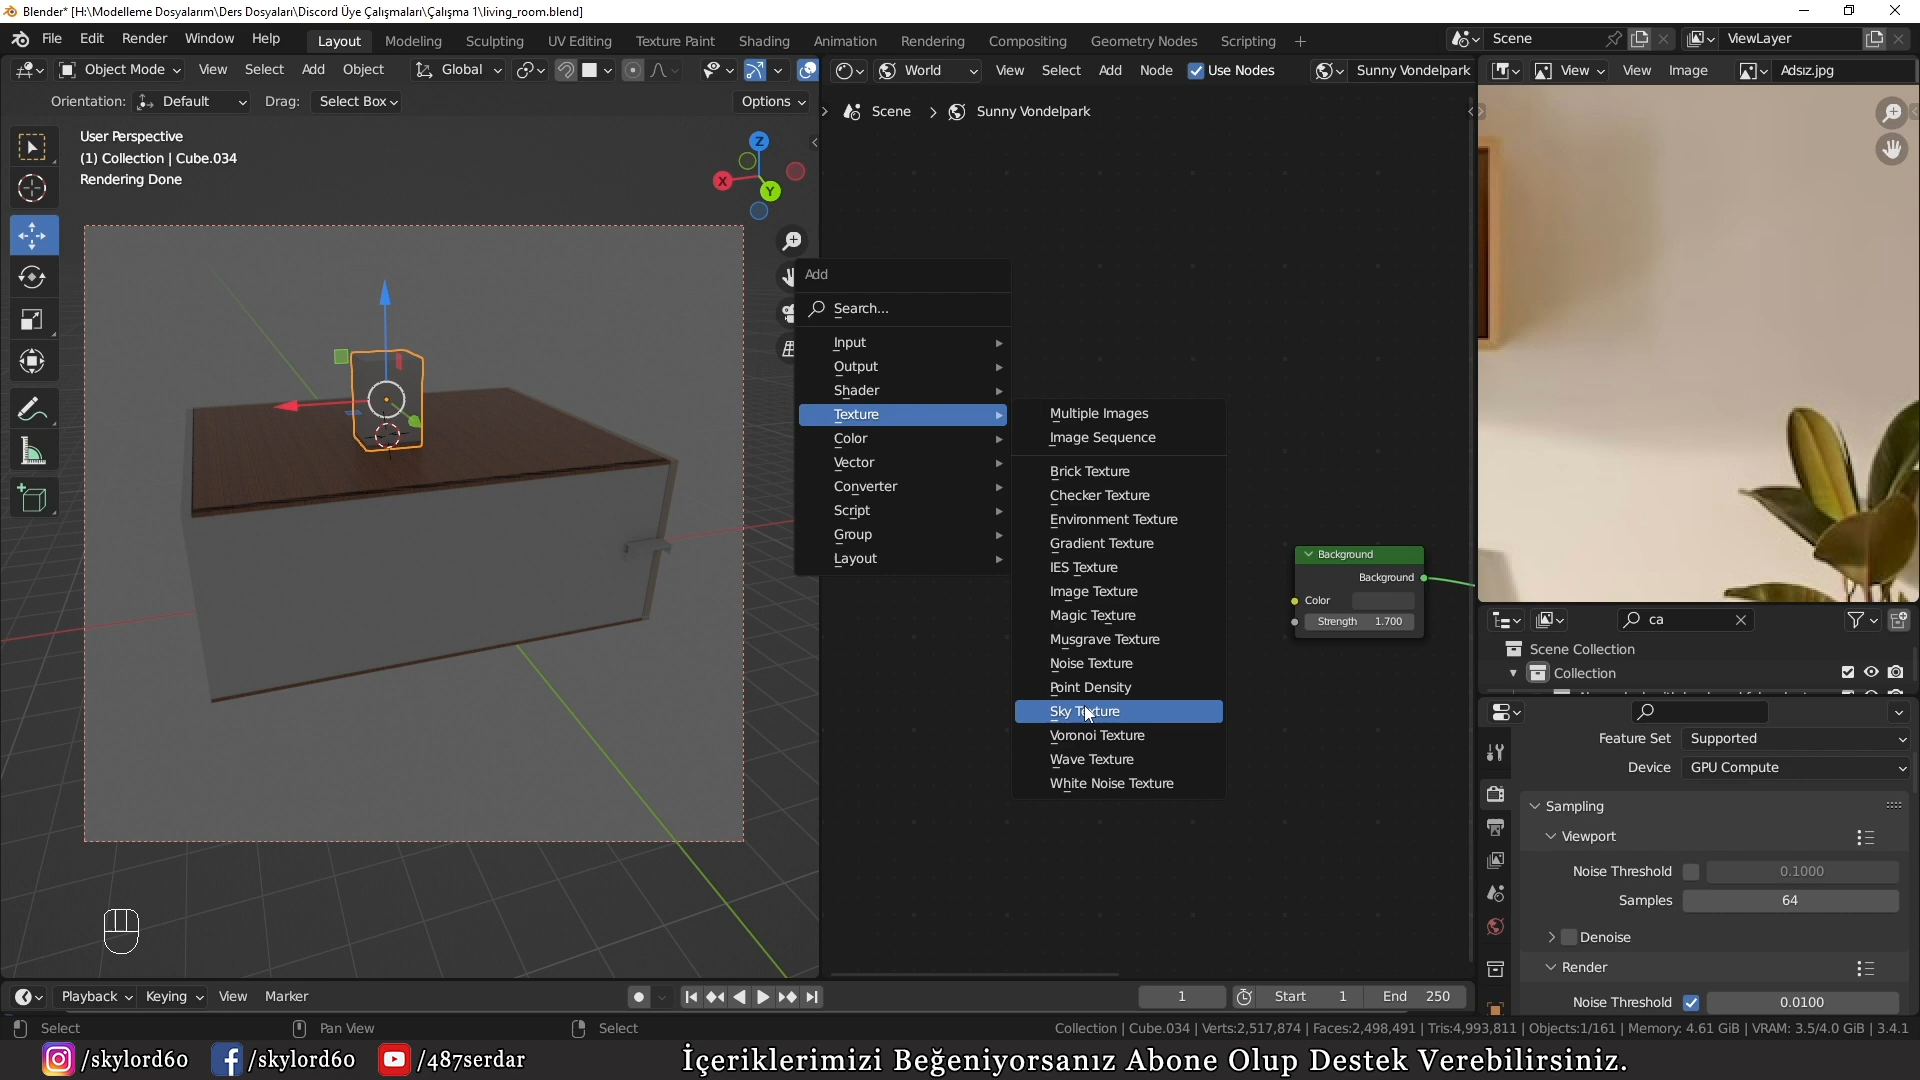 Blender* [H:\Modelleme Dosyalarım\Ders Dosyaları\Discord Üye Çalışmaları\Çalışma 1\living_room.blend]
File Edit Render Window Help Layout Modeling Sculpting UV Editing Texture Paint Shading Animation Rendering Compositing Geometry Nodes Scripting + Scene ViewLayer
Object Mode View Select Add Object Global World View Select Add Node Use Nodes Sunny Vondelpark View View Image Adsız.jpg
Orientation: Default Drag: Select Box Options
Scene > Sunny Vondelpark
User Perspective
(1) Collection | Cube.034
Rendering Done
Z
X
Y
Add
Search...
Input
Output
Shader
Texture
Color
Vector
Converter
Script
Group
Layout
Multiple Images
Image Sequence
Brick Texture
Checker Texture
Environment Texture
Gradient Texture
IES Texture
Image Texture
Magic Texture
Musgrave Texture
Noise Texture
Point Density
Sky Texture
Voronoi Texture
Wave Texture
White Noise Texture
Background
Background
Color
Strength 1.700
ca
Scene Collection
Collection
Feature Set Supported
Device GPU Compute
Sampling
Viewport
Noise Threshold 0.1000
Samples 64
Denoise
Render
Noise Threshold 0.0100
Playback Keying View Marker 1 Start 1 End 250
Select Pan View Select Collection | Cube.034 | Verts:2,517,874 | Faces:2,498,491 | Tris:4,993,811 | Objects:1/161 | Memory: 4.61 GiB | VRAM: 3.5/4.0 GiB | 3.4.1
/skylord60 /skylord60 /487serdar İçeriklerimizi Beğeniyorsanız Abone Olup Destek Verebilirsiniz.